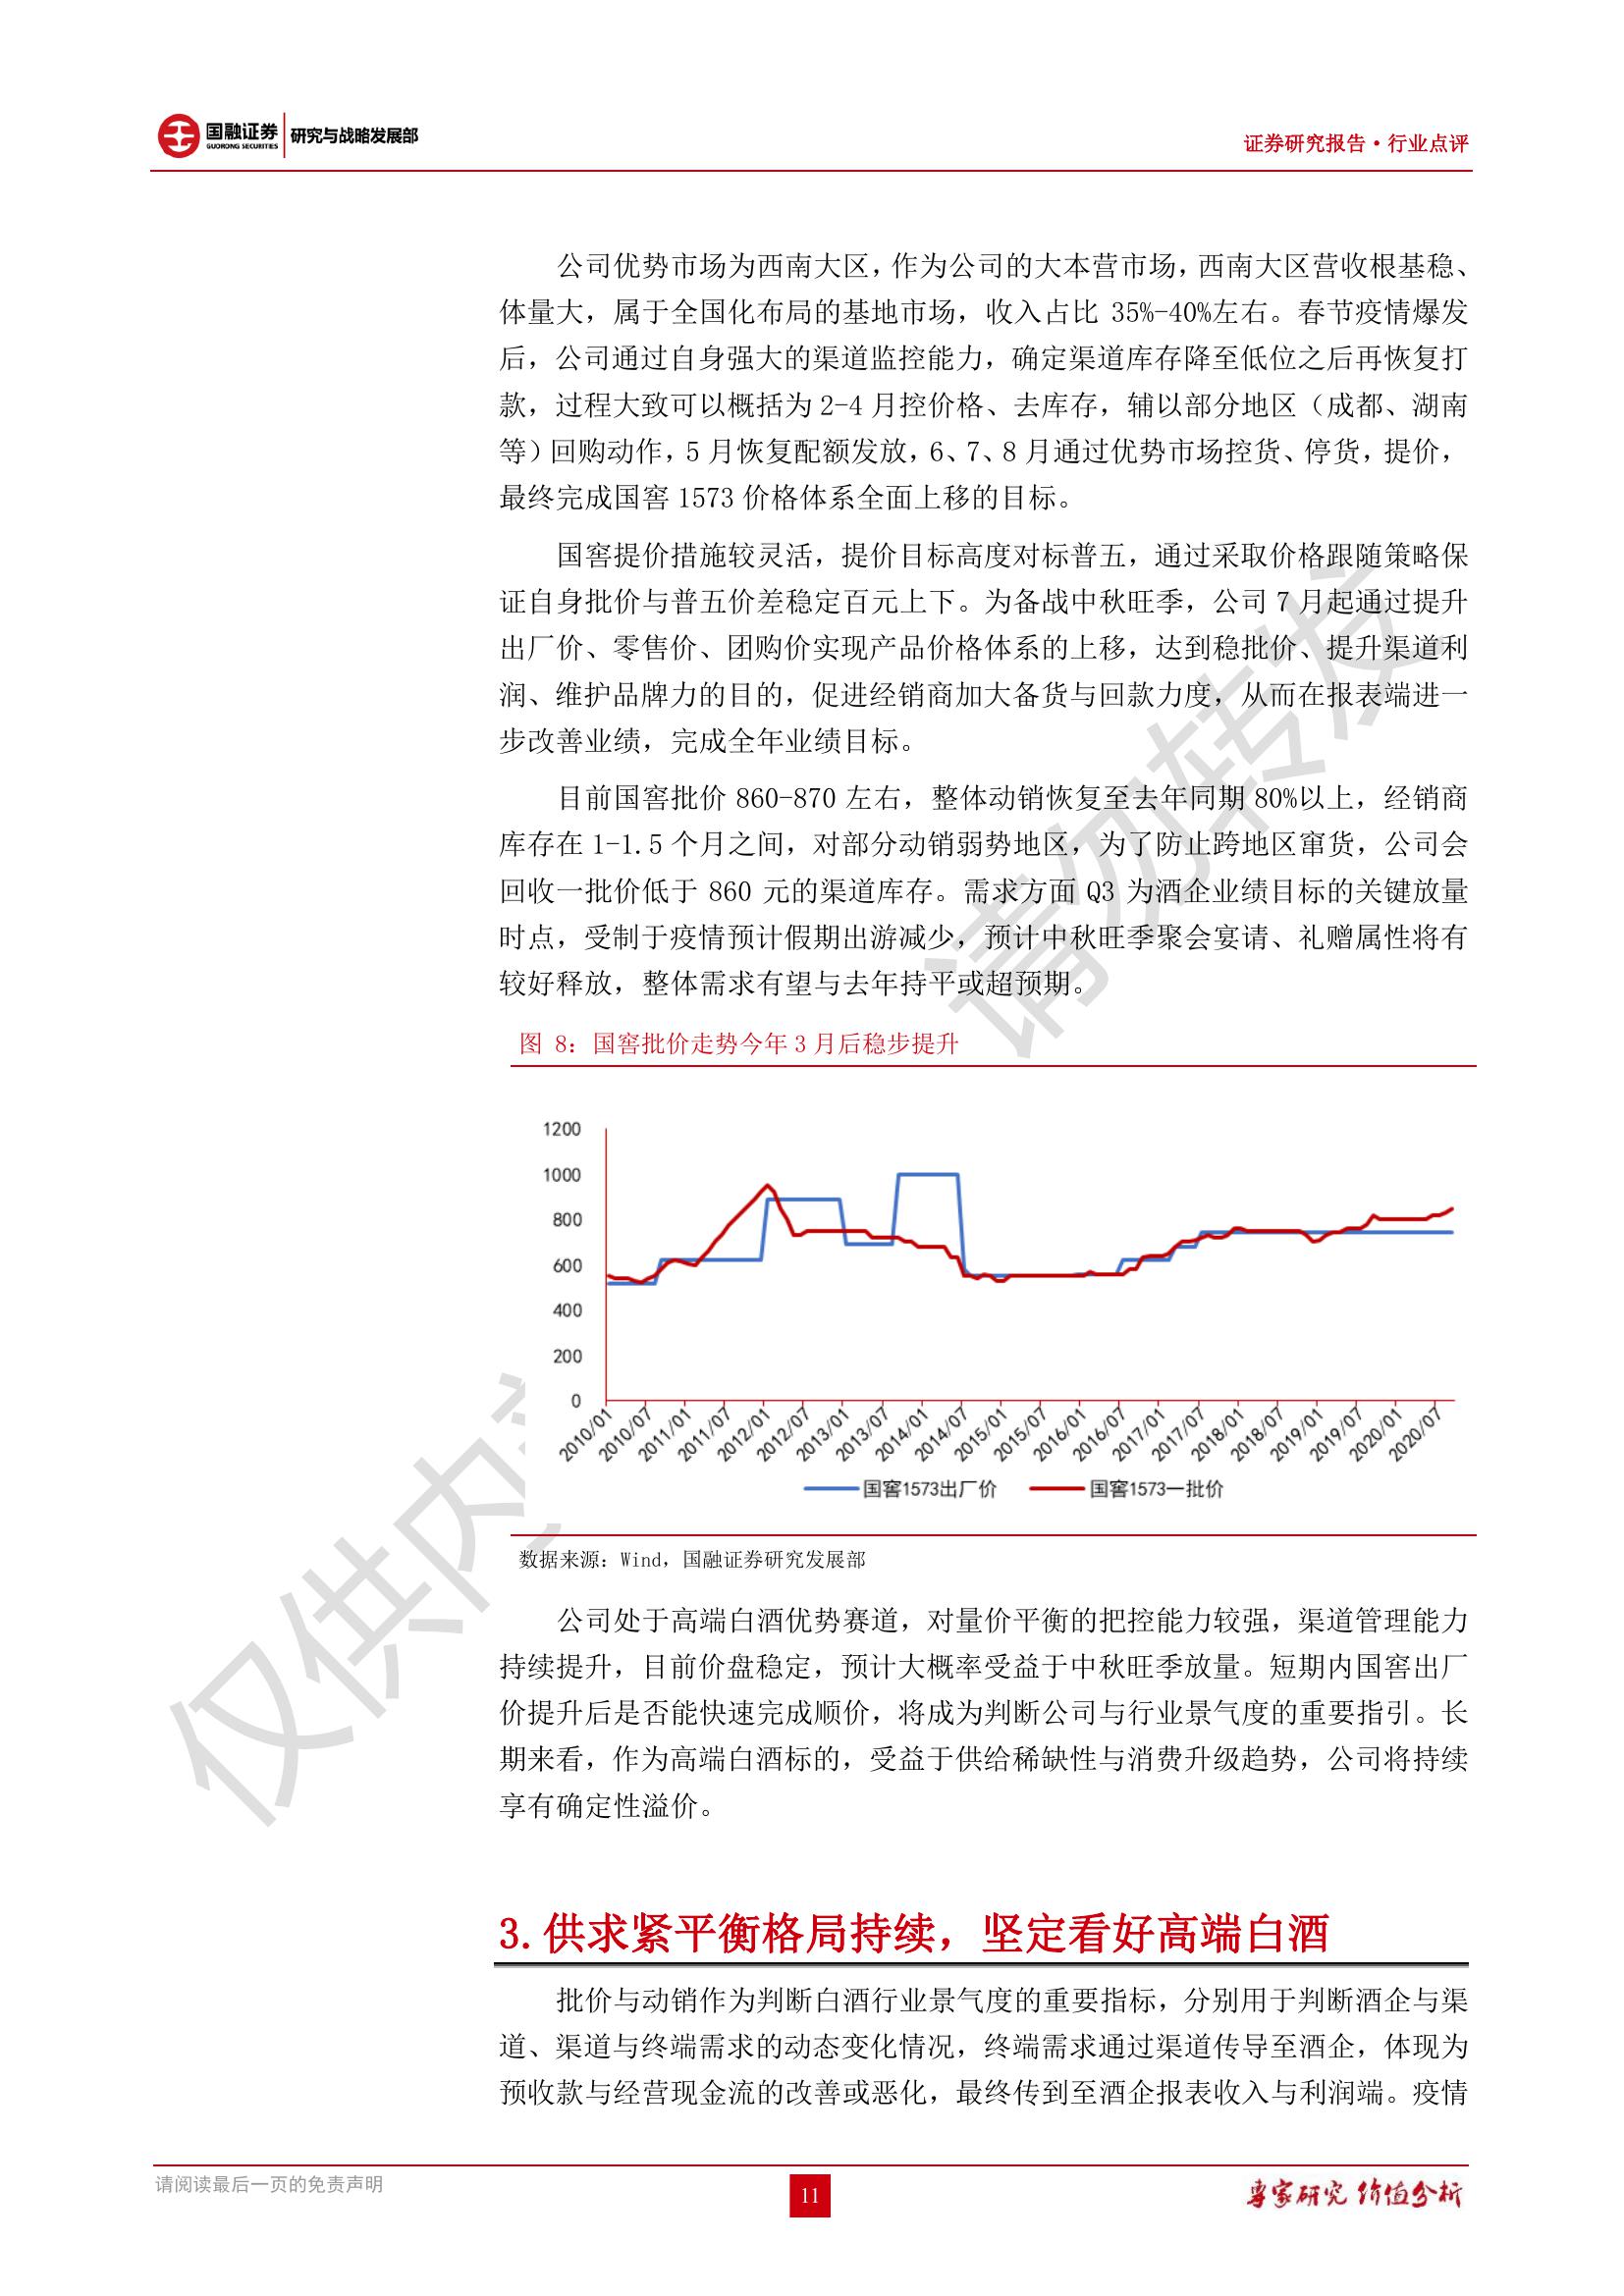 国融证券 研究与战略发展部
GUORONG SECURITIES
证券研究报告·行业点评
公司优势市场为西南大区，作为公司的大本营市场，西南大区营收根基稳、
体量大，属于全国化布局的基地市场，收入占比 35%-40%左右。春节疫情爆发
后，公司通过自身强大的渠道监控能力，确定渠道库存降至低位之后再恢复打
款，过程大致可以概括为 2-4 月控价格、去库存，辅以部分地区（成都、湖南
等）回购动作，5 月恢复配额发放，6、7、8 月通过优势市场控货、停货，提价，
最终完成国窖 1573 价格体系全面上移的目标。
国窖提价措施较灵活，提价目标高度对标普五，通过采取价格跟随策略保
证自身批价与普五价差稳定百元上下。为备战中秋旺季，公司 7 月起通过提升
出厂价、零售价、团购价实现产品价格体系的上移，达到稳批价、提升渠道利
润、维护品牌力的目的，促进经销商加大备货与回款力度，从而在报表端进一
步改善业绩，完成全年业绩目标。
目前国窖批价 860-870 左右，整体动销恢复至去年同期 80%以上，经销商
库存在 1-1.5 个月之间，对部分动销弱势地区，为了防止跨地区窜货，公司会
回收一批价低于 860 元的渠道库存。需求方面 Q3 为酒企业绩目标的关键放量
时点，受制于疫情预计假期出游减少，预计中秋旺季聚会宴请、礼赠属性将有
较好释放，整体需求有望与去年持平或超预期。
图 8：国窖批价走势今年 3 月后稳步提升
1200
1000
800
600
400
200
0
2010/01 2010/07 2011/01 2011/07 2012/01 2012/07 2013/01 2013/07 2014/01 2014/07 2015/01 2015/07 2016/01 2016/07 2017/01 2017/07 2018/01 2018/07 2019/01 2019/07 2020/01 2020/07
国窖1573出厂价 国窖1573一批价
数据来源：Wind，国融证券研究发展部
公司处于高端白酒优势赛道，对量价平衡的把控能力较强，渠道管理能力
持续提升，目前价盘稳定，预计大概率受益于中秋旺季放量。短期内国窖出厂
价提升后是否能快速完成顺价，将成为判断公司与行业景气度的重要指引。长
期来看，作为高端白酒标的，受益于供给稀缺性与消费升级趋势，公司将持续
享有确定性溢价。
3.供求紧平衡格局持续，坚定看好高端白酒
批价与动销作为判断白酒行业景气度的重要指标，分别用于判断酒企与渠
道、渠道与终端需求的动态变化情况，终端需求通过渠道传导至酒企，体现为
预收款与经营现金流的改善或恶化，最终传到至酒企报表收入与利润端。疫情
请阅读最后一页的免责声明
11
专家研究 价值分析
仅供内
请勿转发